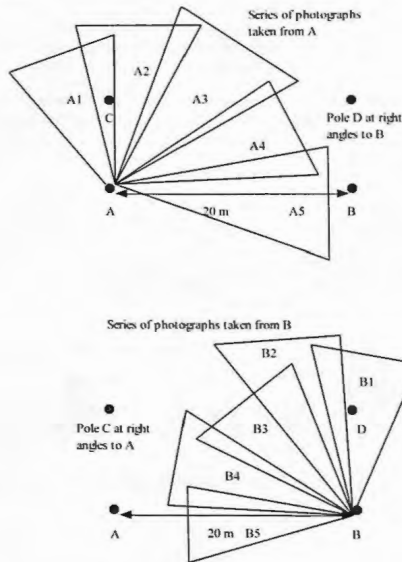 Series of photographs
taken from A
A2
A1
A3
C
Pole D at right
angles to B
A4
A
20 m
A5
B
Series of photographs taken from B
B2
B1
Pole C at right
angles to A
B3
D
B4
A
20 m
B5
B